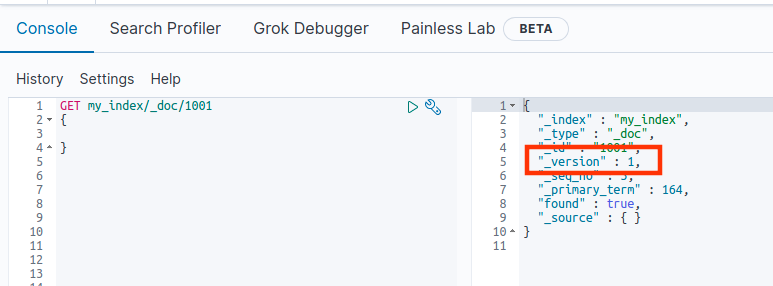 Console Search Profiler Grok Debugger Painless Lab BETA
History Settings Help
1 GET my_index/_doc/1001
2 {
3
4 }
5
6
7
8
9
10
11
12
13
14
1 {
2 "_index" : "my_index",
3 "_type" : "_doc",
4 "_id" : "1001",
5 "_version" : 1,
6 "_seq_no" : 5,
7 "_primary_term" : 164,
8 "found" : true,
9 "_source" : { }
10 }
11